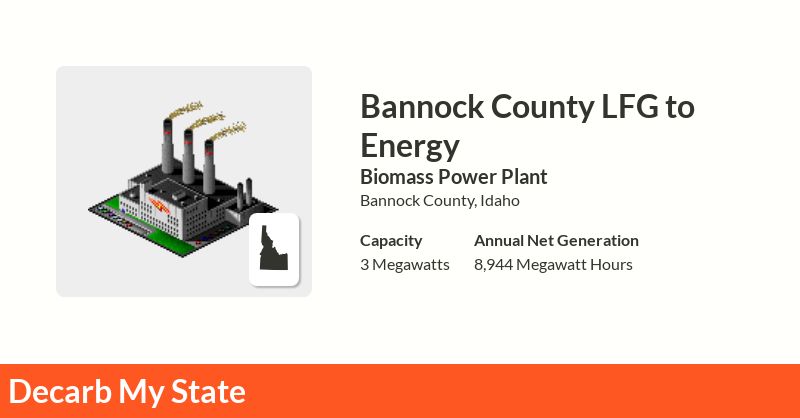 Bannock County LFG to
Energy
Biomass Power Plant
Bannock County, Idaho
Capacity
Annual Net Generation
3 Megawatts
8,944 Megawatt Hours
Decarb My State